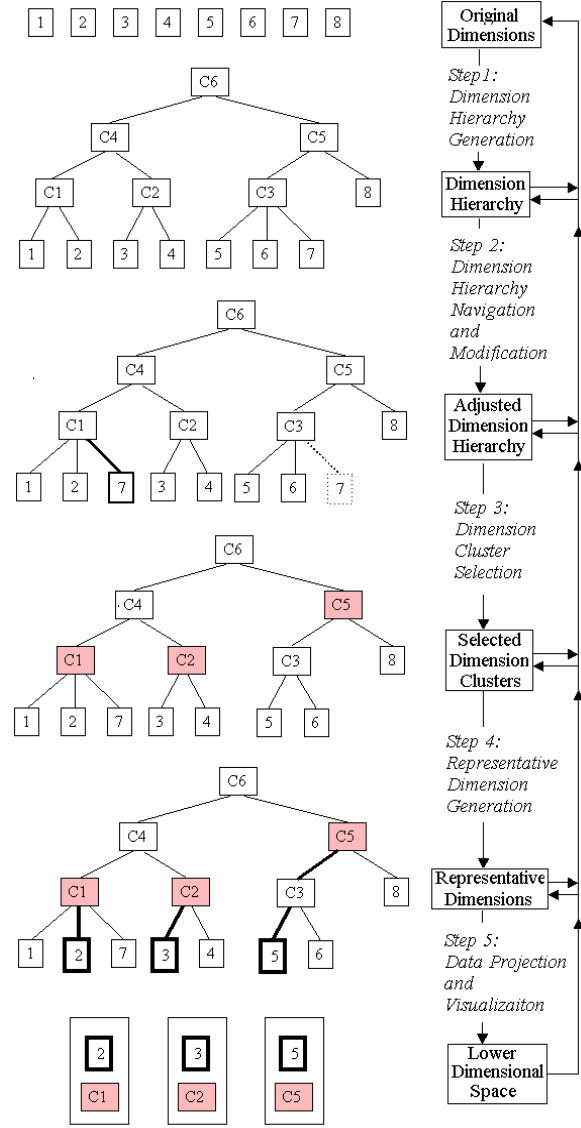 1 2 3 4 5 6 7 8
Original
Dimensions
Step1:
Dimension
Hierarchy
Generation
C6
C4 C5
C1 C2 C3 8
1 2 3 4 5 6 7
Dimension
Hierarchy
Step 2:
Dimension
Hierarchy
Navigation
and
Modification
C6
C4 C5
C1 C2 C3 8
1 2 7 3 4 5 6 7
Adjusted
Dimension
Hierarchy
Step 3:
Dimension
Cluster
Selection
C6
C4 C5
C1 C2 C3 8
1 2 7 3 4 5 6
Selected
Dimension
Clusters
Step 4:
Representative
Dimension
Generation
C6
C4 C5
C1 C2 C3 8
1 2 7 3 4 5 6
Representative
Dimensions
Step 5:
Data Projection
and
Visualizaiton
2 3 5
C1 C2 C5
Lower
Dimensional
Space